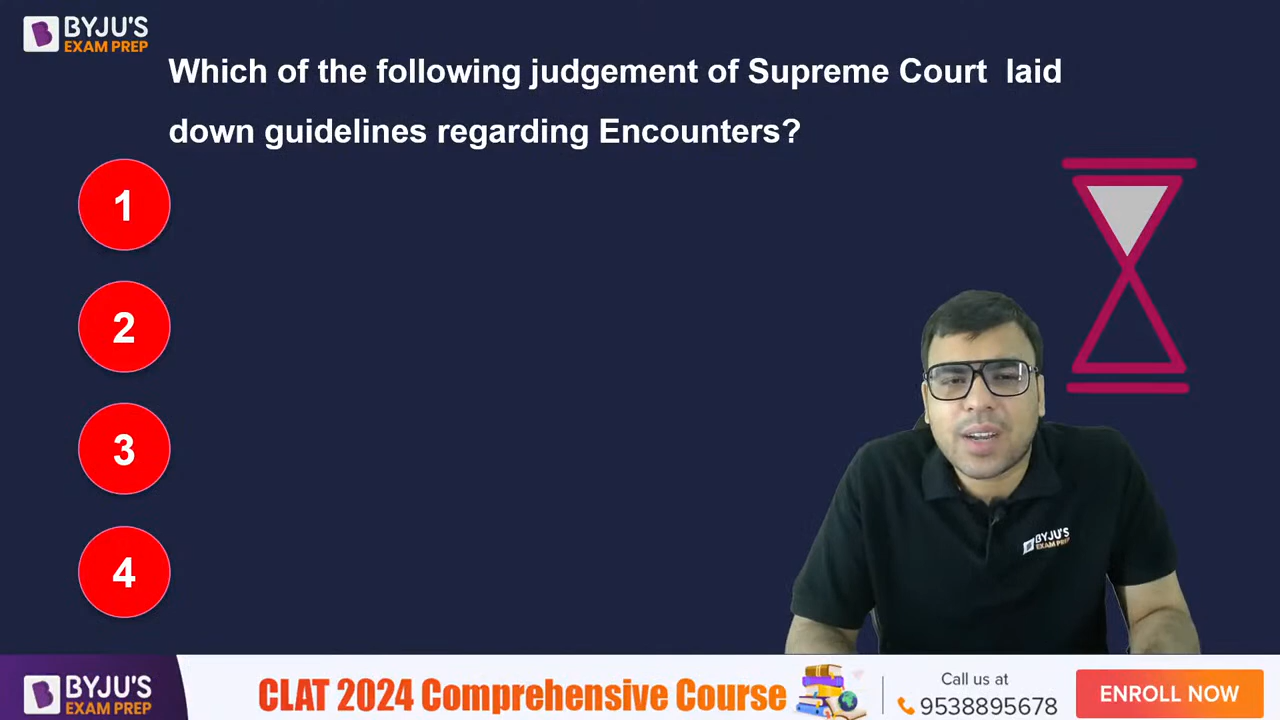 BYJU'S
EXAM PREP
Which of the following judgement of Supreme Court laid
down guidelines regarding Encounters?
1
2
3
4
BYJU'S
EXAM PREP
BYJU'S
EXAM PREP
CLAT 2024 Comprehensive Course
Call us at
9538895678
ENROLL NOW